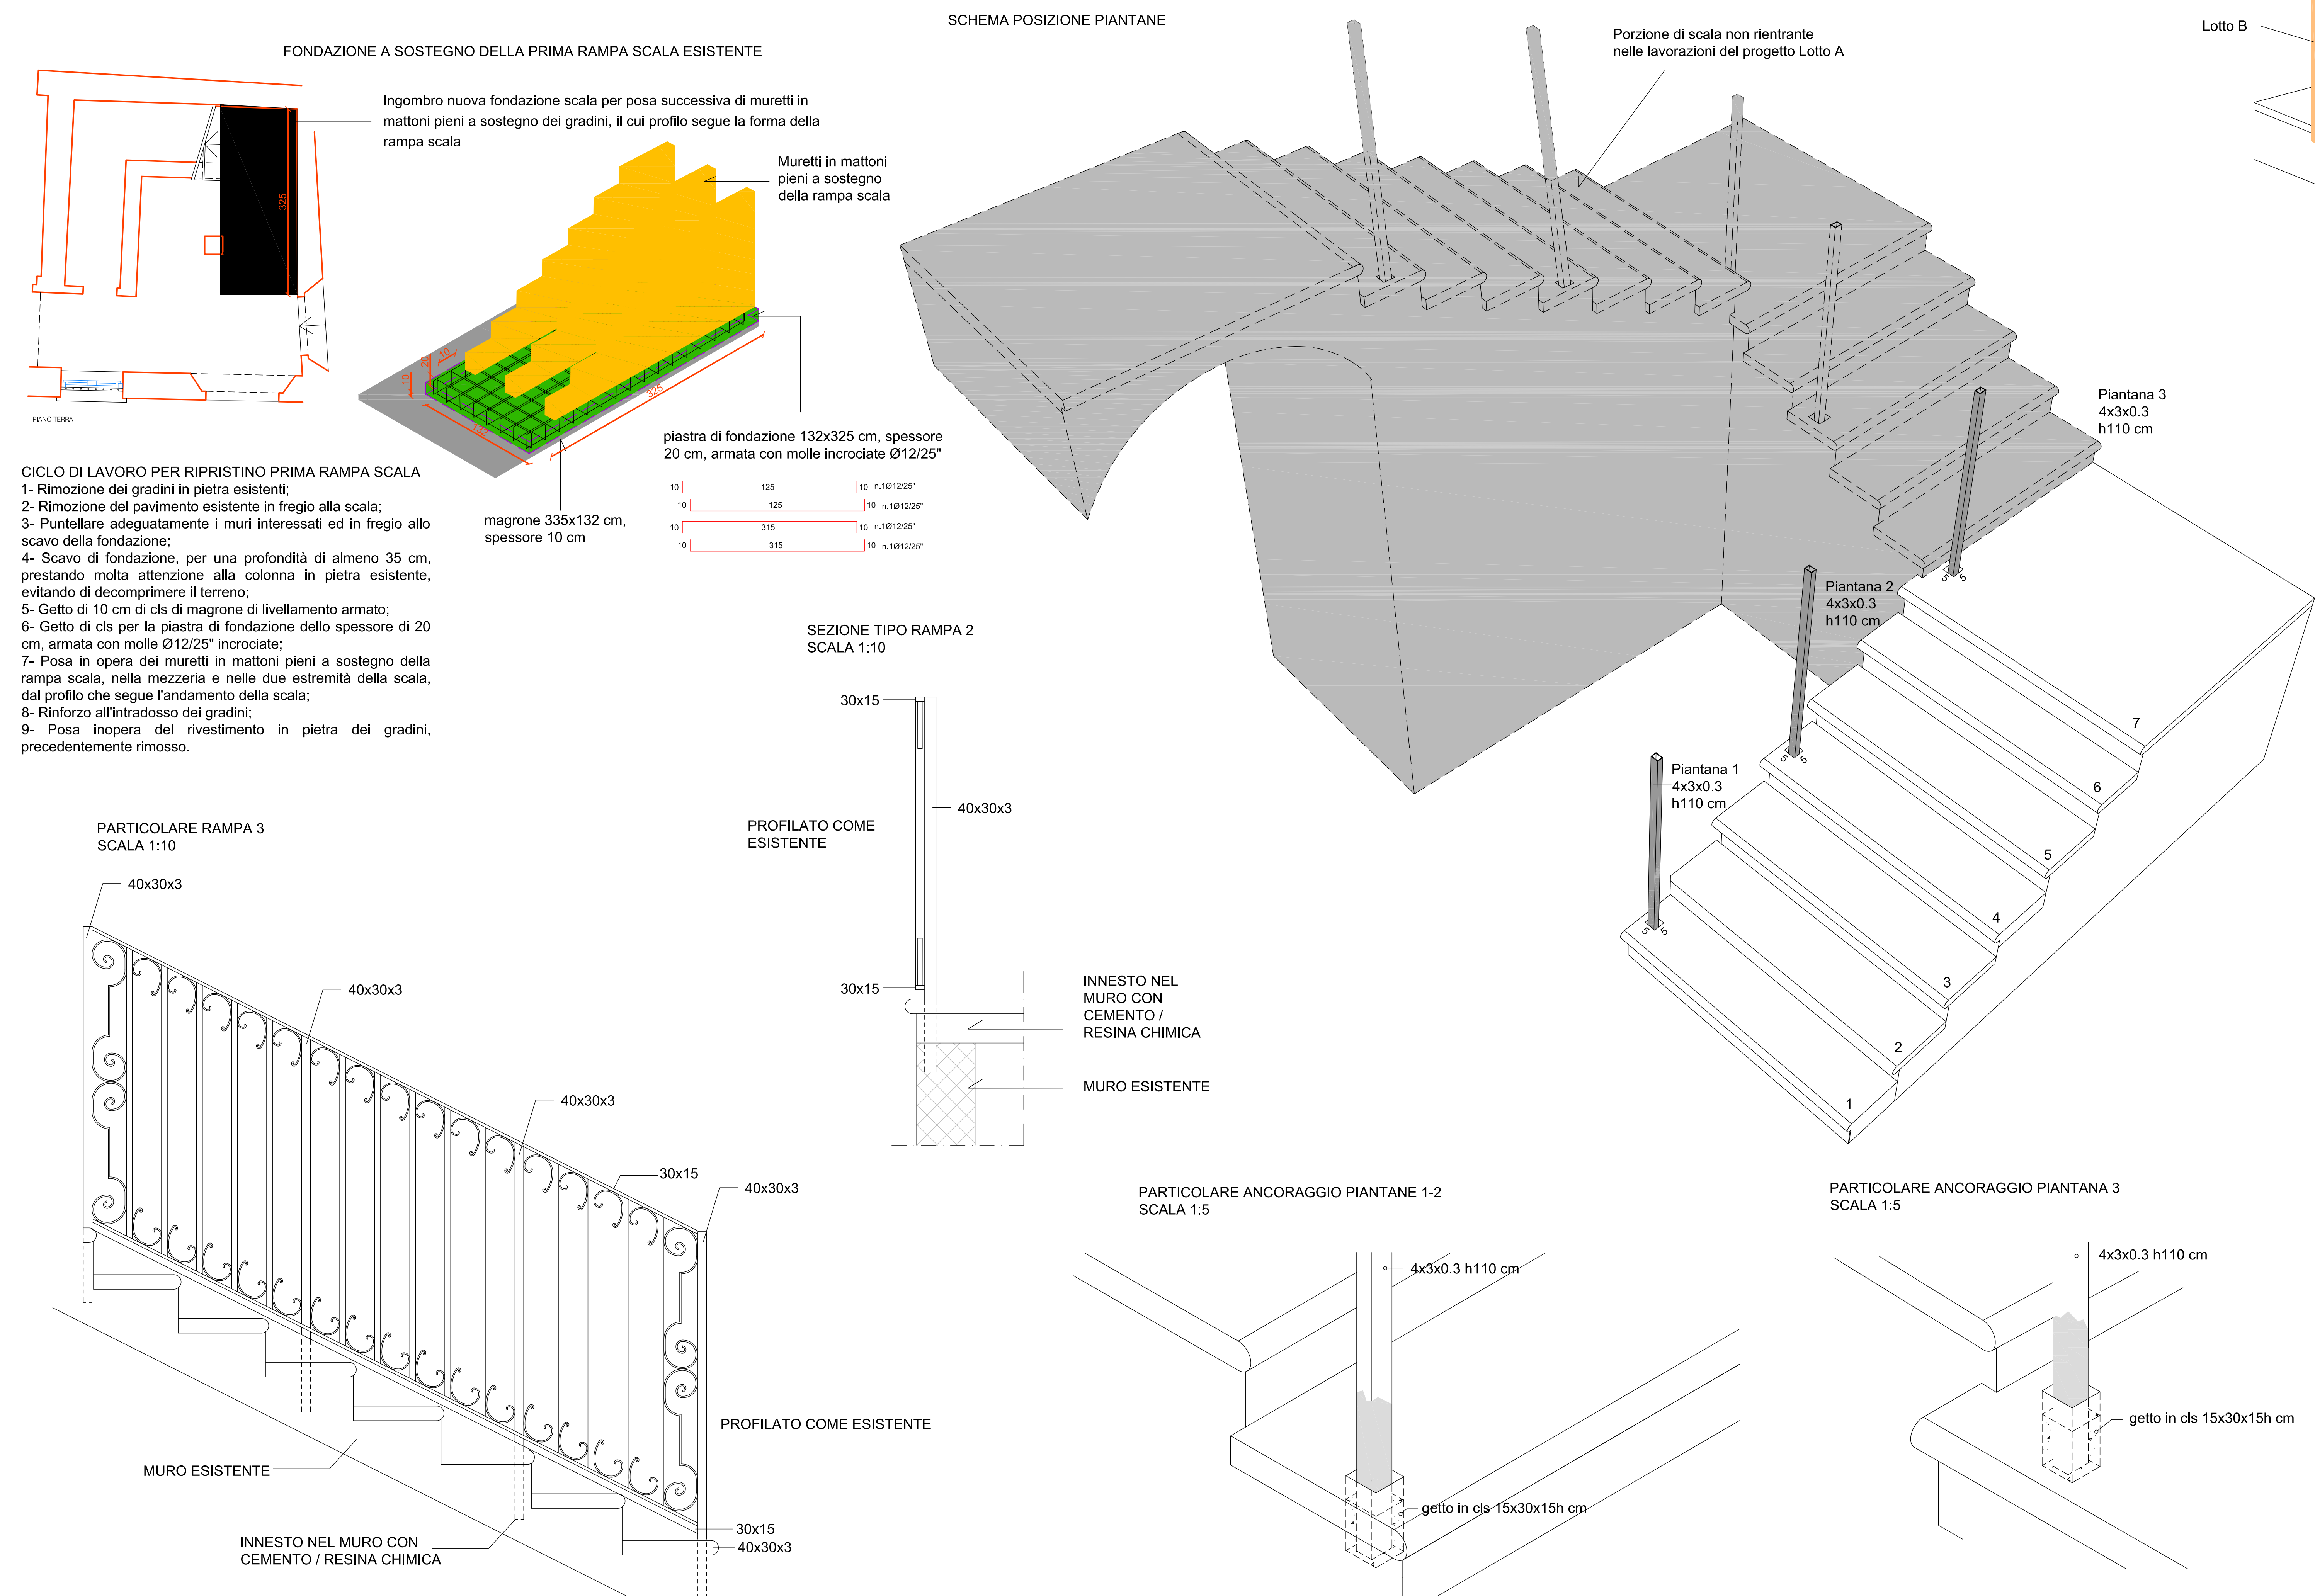 SCHEMA POSIZIONE PIANTANE
Porzione di scala non rientrante
nelle lavorazioni del progetto Lotto A
Lotto B
FONDAZIONE A SOSTEGNO DELLA PRIMA RAMPA SCALA ESISTENTE
Ingombro nuova fondazione scala per posa successiva di muretti in
mattoni pieni a sostegno dei gradini, il cui profilo segue la forma della
rampa scala
Muretti in mattoni
pieni a sostegno
della rampa scala
325
PIANO TERRA
10
20
10
132
325
piastra di fondazione 132x325 cm, spessore
20 cm, armata con molle incrociate Ø12/25"
10 125 10 n.1Ø12/25"
10 125 10 n.1Ø12/25"
10 315 10 n.1Ø12/25"
10 315 10 n.1Ø12/25"
magrone 335x132 cm,
spessore 10 cm
CICLO DI LAVORO PER RIPRISTINO PRIMA RAMPA SCALA
1- Rimozione dei gradini in pietra esistenti;
2- Rimozione del pavimento esistente in fregio alla scala;
3- Puntellare adeguatamente i muri interessati ed in fregio allo
scavo della fondazione;
4- Scavo di fondazione, per una profondità di almeno 35 cm,
prestando molta attenzione alla colonna in pietra esistente,
evitando di decomprimere il terreno;
5- Getto di 10 cm di cls di magrone di livellamento armato;
6- Getto di cls per la piastra di fondazione dello spessore di 20
cm, armata con molle Ø12/25" incrociate;
7- Posa in opera dei muretti in mattoni pieni a sostegno della
rampa scala, nella mezzeria e nelle due estremità della scala,
dal profilo che segue l'andamento della scala;
8- Rinforzo all'intradosso dei gradini;
9- Posa inopera del rivestimento in pietra dei gradini,
precedentemente rimosso.
Piantana 3
4x3x0.3
h110 cm
5 5
Piantana 2
4x3x0.3
h110 cm
5 5
Piantana 1
4x3x0.3
h110 cm
5 5
7
6
5
4
3
2
1
SEZIONE TIPO RAMPA 2
SCALA 1:10
30x15
40x30x3
PROFILATO COME
ESISTENTE
30x15
INNESTO NEL
MURO CON
CEMENTO /
RESINA CHIMICA
MURO ESISTENTE
PARTICOLARE RAMPA 3
SCALA 1:10
40x30x3
40x30x3
40x30x3
30x15
40x30x3
PROFILATO COME ESISTENTE
MURO ESISTENTE
30x15
40x30x3
INNESTO NEL MURO CON
CEMENTO / RESINA CHIMICA
PARTICOLARE ANCORAGGIO PIANTANE 1-2
SCALA 1:5
4x3x0.3 h110 cm
getto in cls 15x30x15h cm
PARTICOLARE ANCORAGGIO PIANTANA 3
SCALA 1:5
4x3x0.3 h110 cm
getto in cls 15x30x15h cm